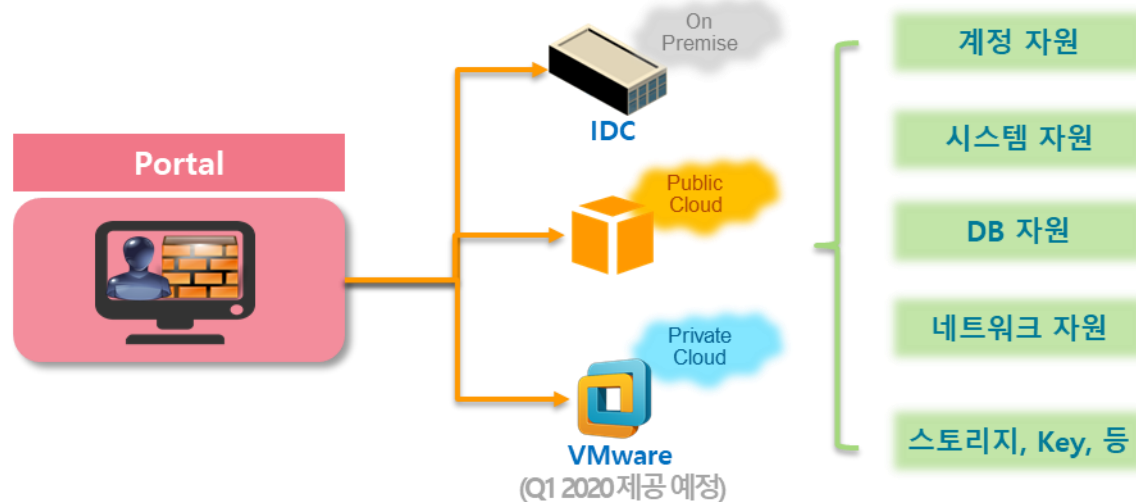 Portal
On
Premise
IDC
Public
Cloud
Private
Cloud
VMware
(Q1 2020 제공 예정)
계정 자원
시스템 자원
DB 자원
네트워크 자원
스토리지, Key, 등